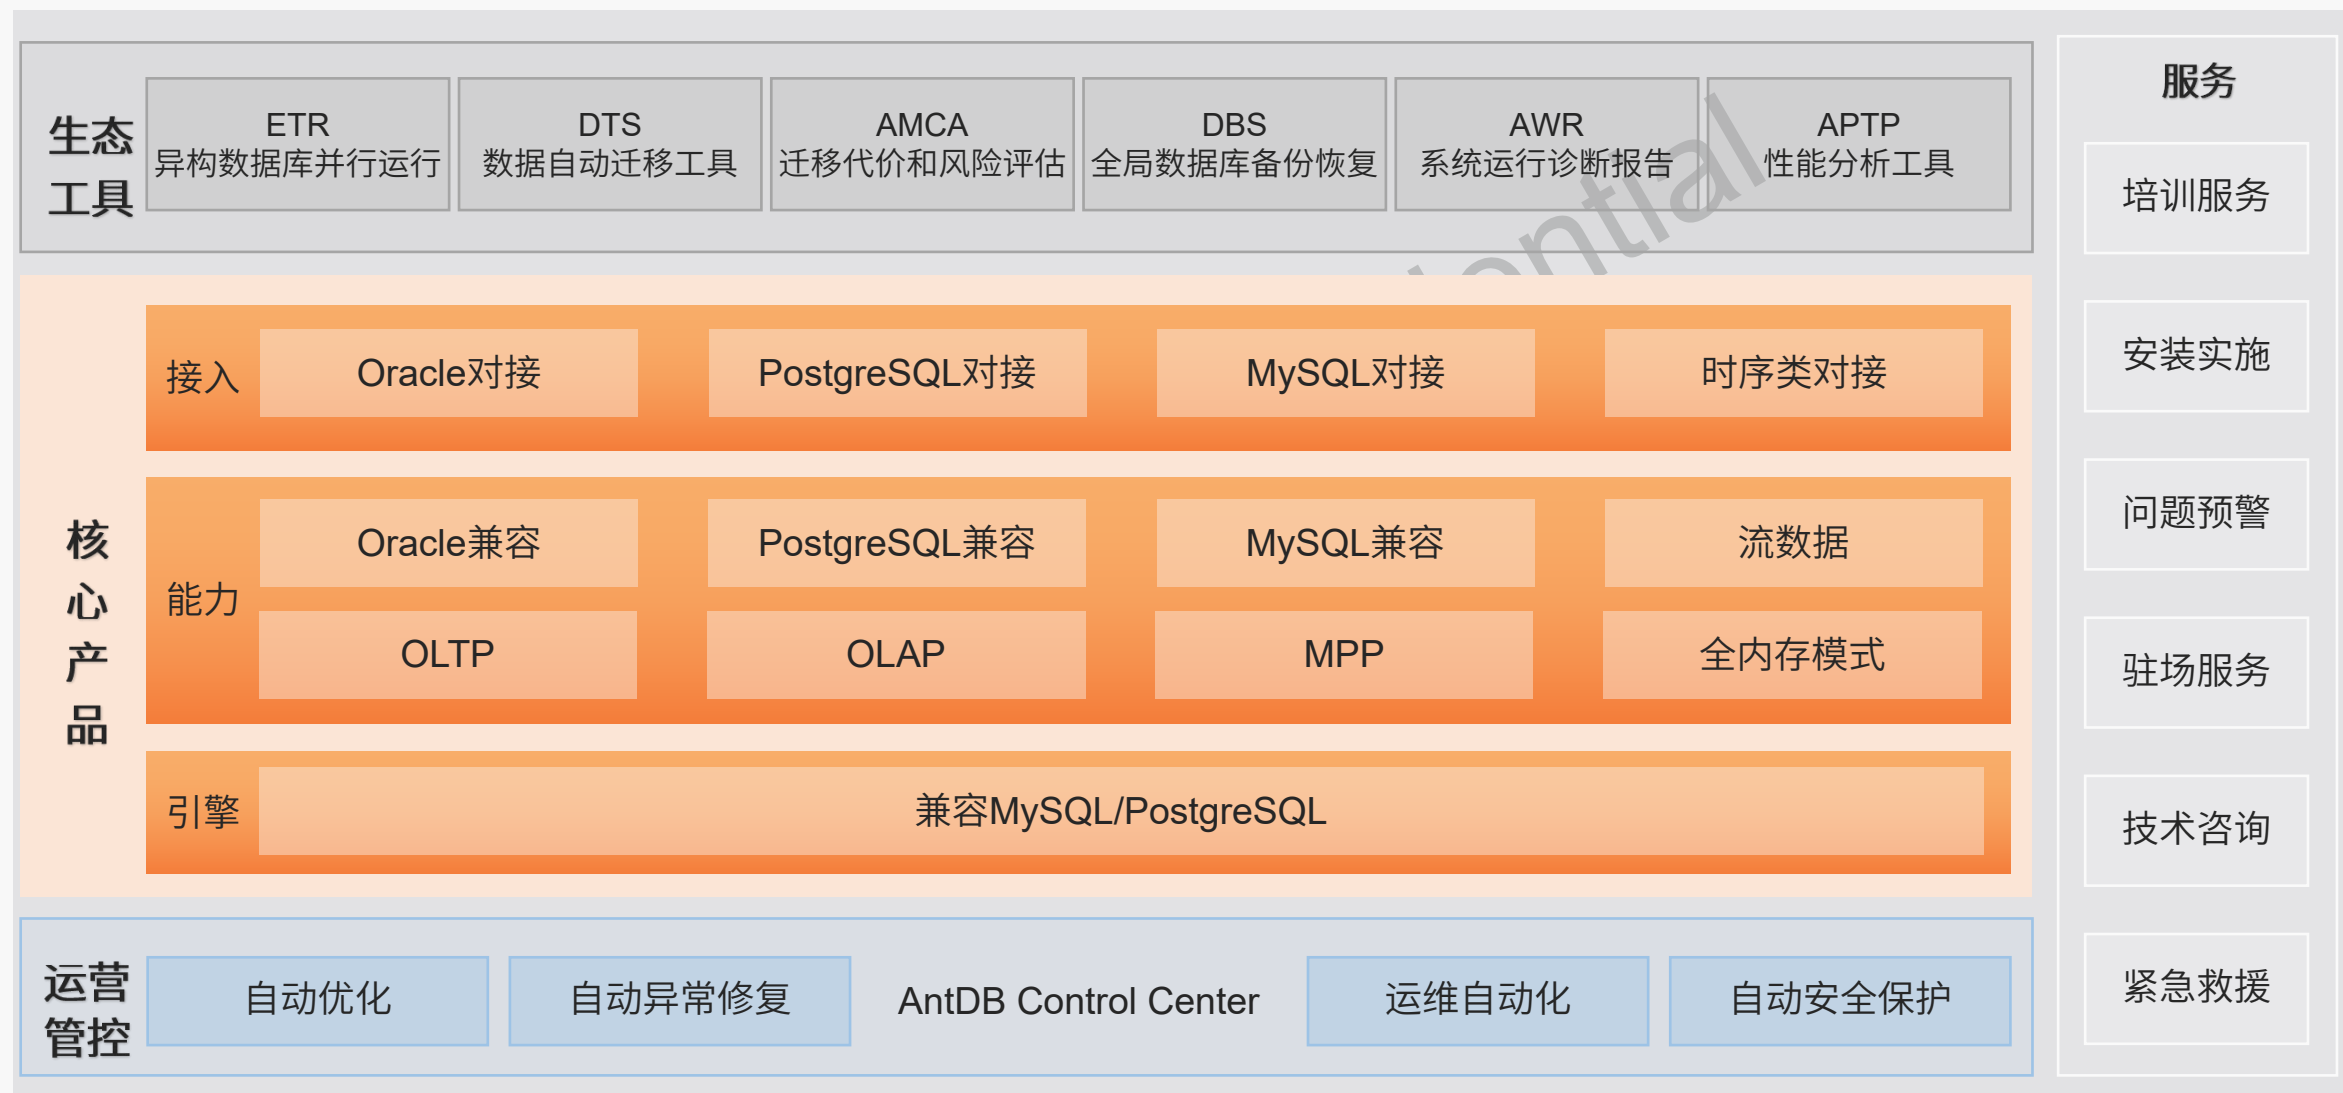 生态
工具
ETR
异构数据库并行运行
DTS
数据自动迁移工具
AMCA
迁移代价和风险评估
DBS
全局数据库备份恢复
AWR
系统运行诊断报告
APTP
性能分析工具
核
心
产
品
接入
Oracle对接
PostgreSQL对接
MySQL对接
时序类对接
能力
Oracle兼容
PostgreSQL兼容
MySQL兼容
流数据
OLTP
OLAP
MPP
全内存模式
引擎
兼容MySQL/PostgreSQL
运营
管控
自动优化
自动异常修复
AntDB Control Center
运维自动化
自动安全保护
服务
培训服务
安装实施
问题预警
驻场服务
技术咨询
紧急救援